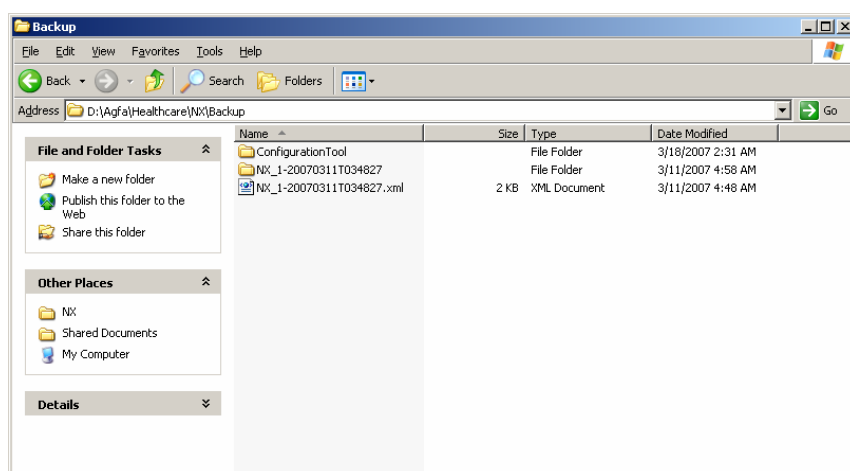 Backup
File Edit View Favorites Tools Help
Back Search Folders
Address D:\Agfa\Healthcare\NX\Backup Go
Name Size Type Date Modified
ConfigurationTool File Folder 3/18/2007 2:31 AM
NX_1-20070311T034827 File Folder 3/11/2007 4:58 AM
NX_1-20070311T034827.xml 2 KB XML Document 3/11/2007 4:48 AM
File and Folder Tasks
Make a new folder
Publish this folder to the
Web
Share this folder
Other Places
NX
Shared Documents
My Computer
Details